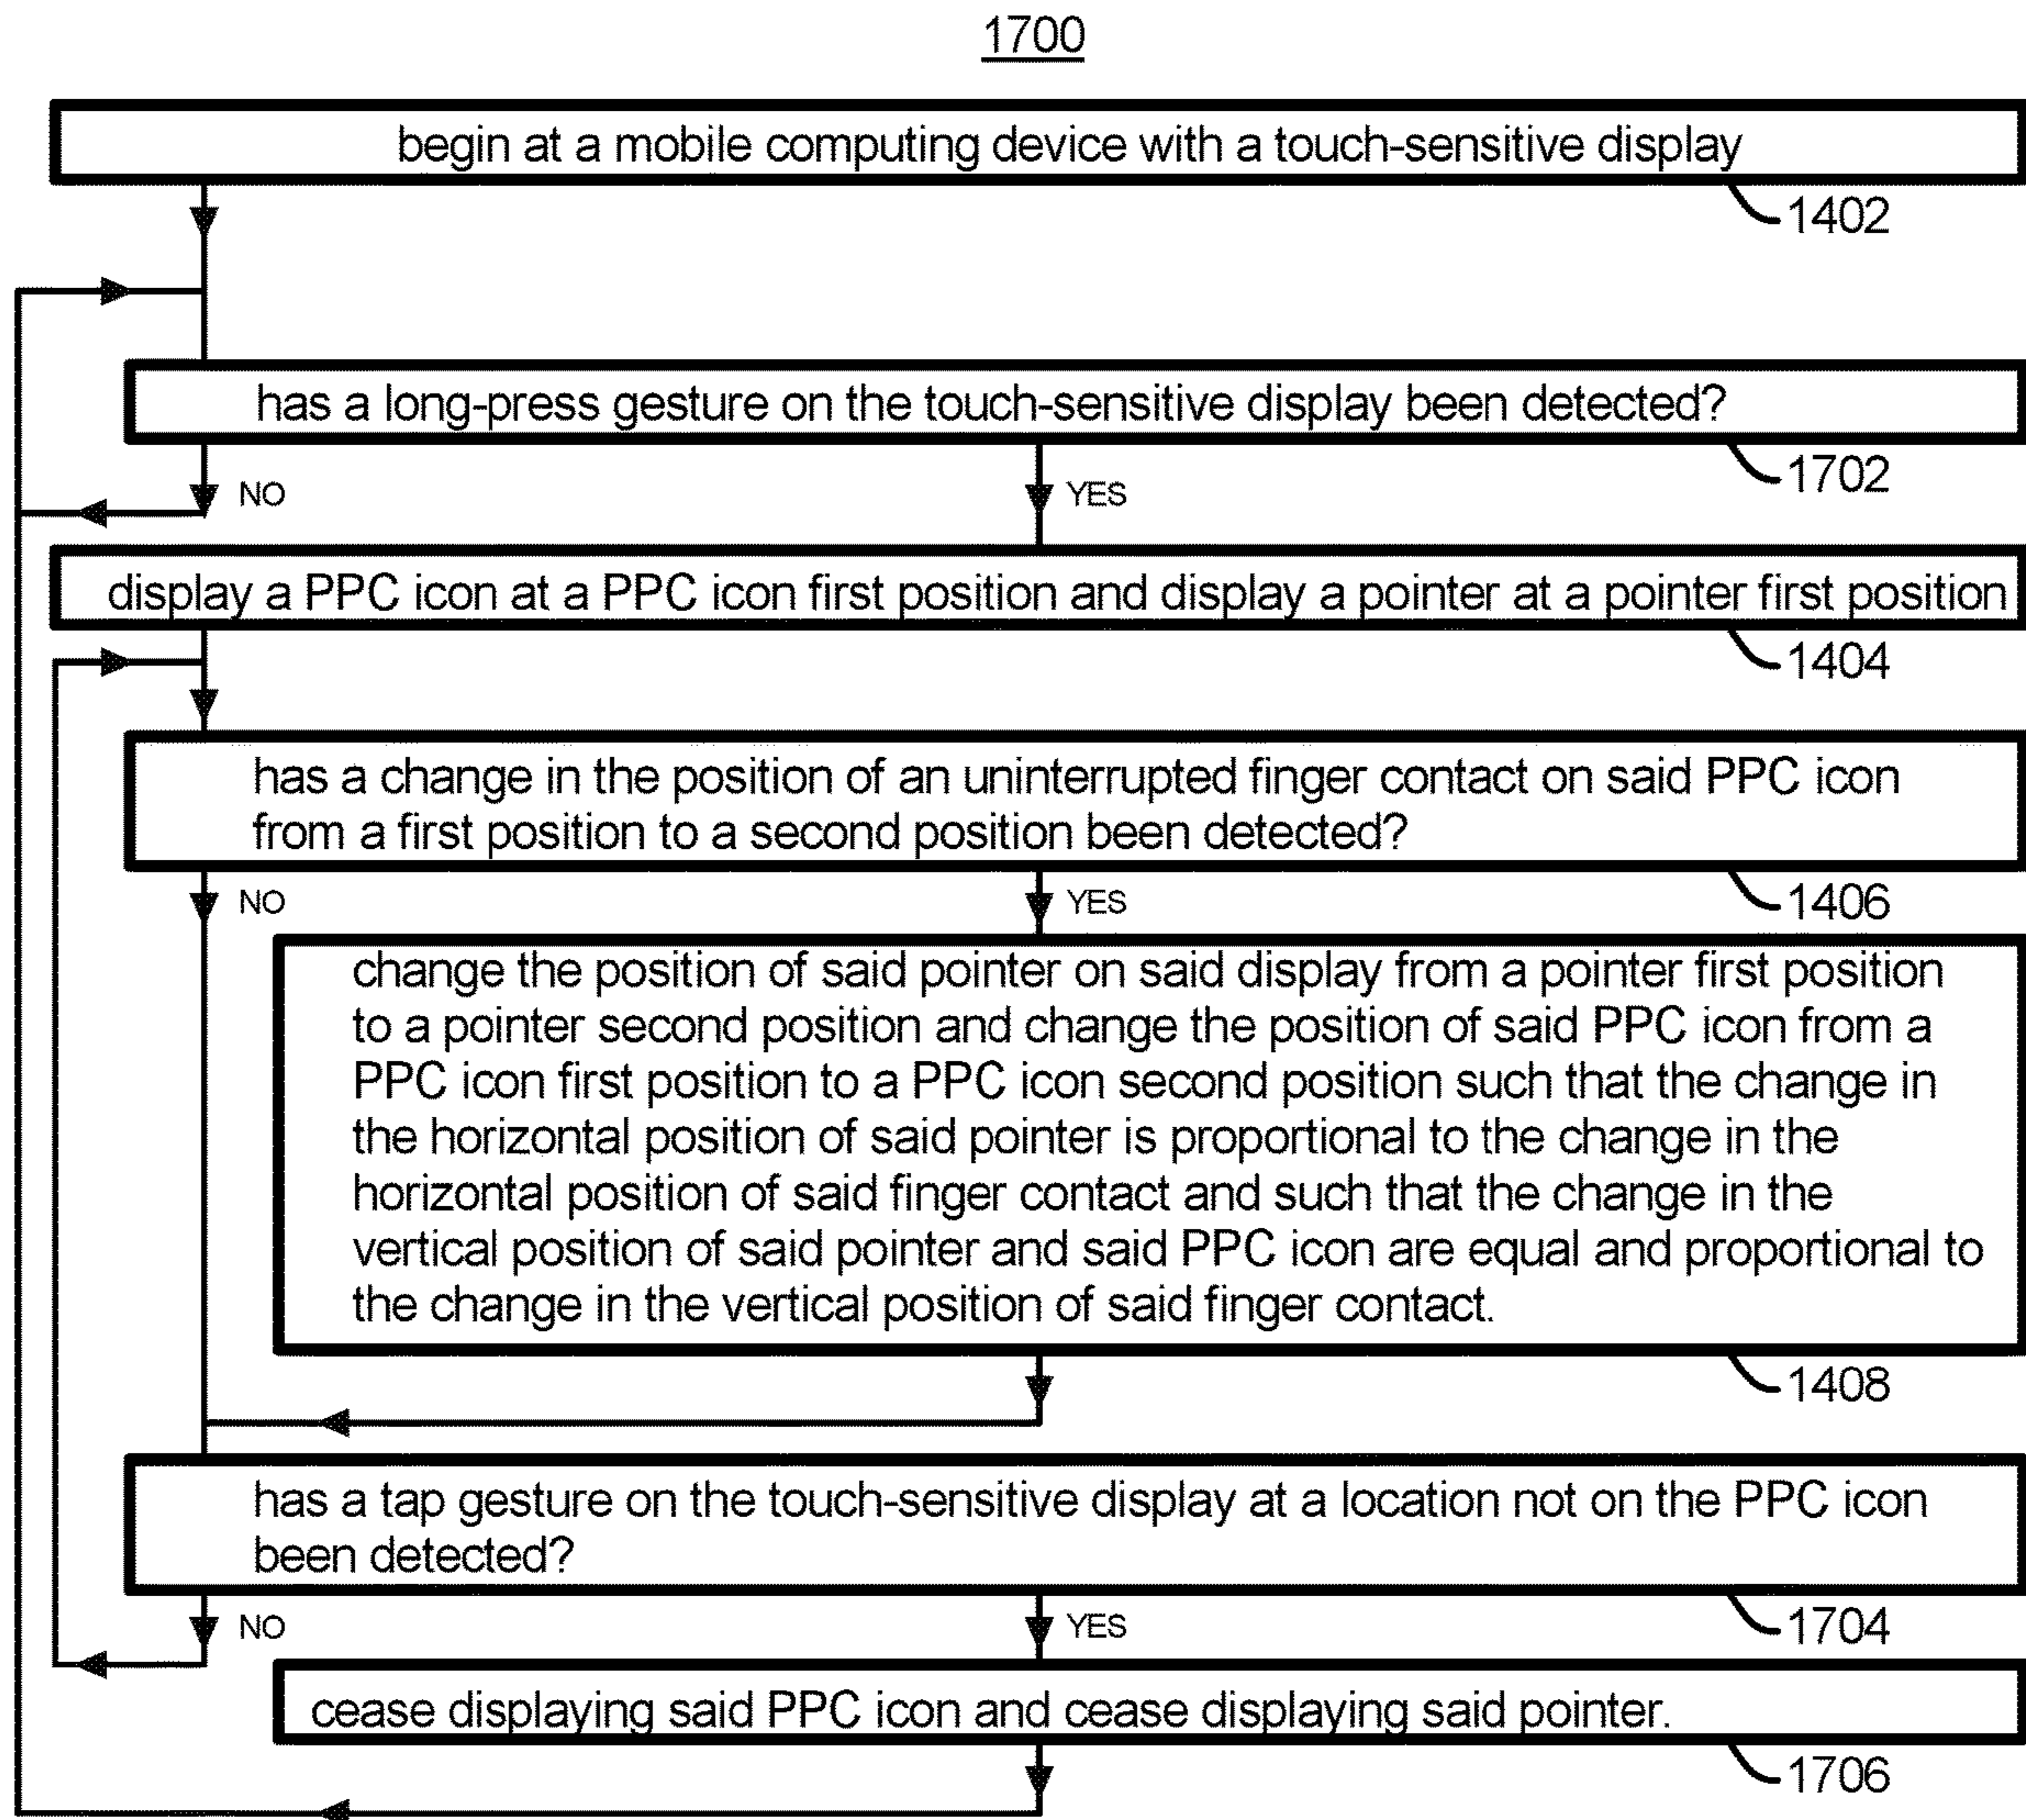 1700
begin at a mobile computing device with a touch-sensitive display
1402
has a long-press gesture on the touch-sensitive display been detected?
1702
NO
YES
display a PPC icon at a PPC icon first position and display a pointer at a pointer first position
1404
has a change in the position of an uninterrupted finger contact on said PPC icon
from a first position to a second position been detected?
1406
NO
YES
change the position of said pointer on said display from a pointer first position
to a pointer second position and change the position of said PPC icon from a
PPC icon first position to a PPC icon second position such that the change in
the horizontal position of said pointer is proportional to the change in the
horizontal position of said finger contact and such that the change in the
vertical position of said pointer and said PPC icon are equal and proportional to
the change in the vertical position of said finger contact.
1408
has a tap gesture on the touch-sensitive display at a location not on the PPC icon
been detected?
1704
NO
YES
cease displaying said PPC icon and cease displaying said pointer.
1706